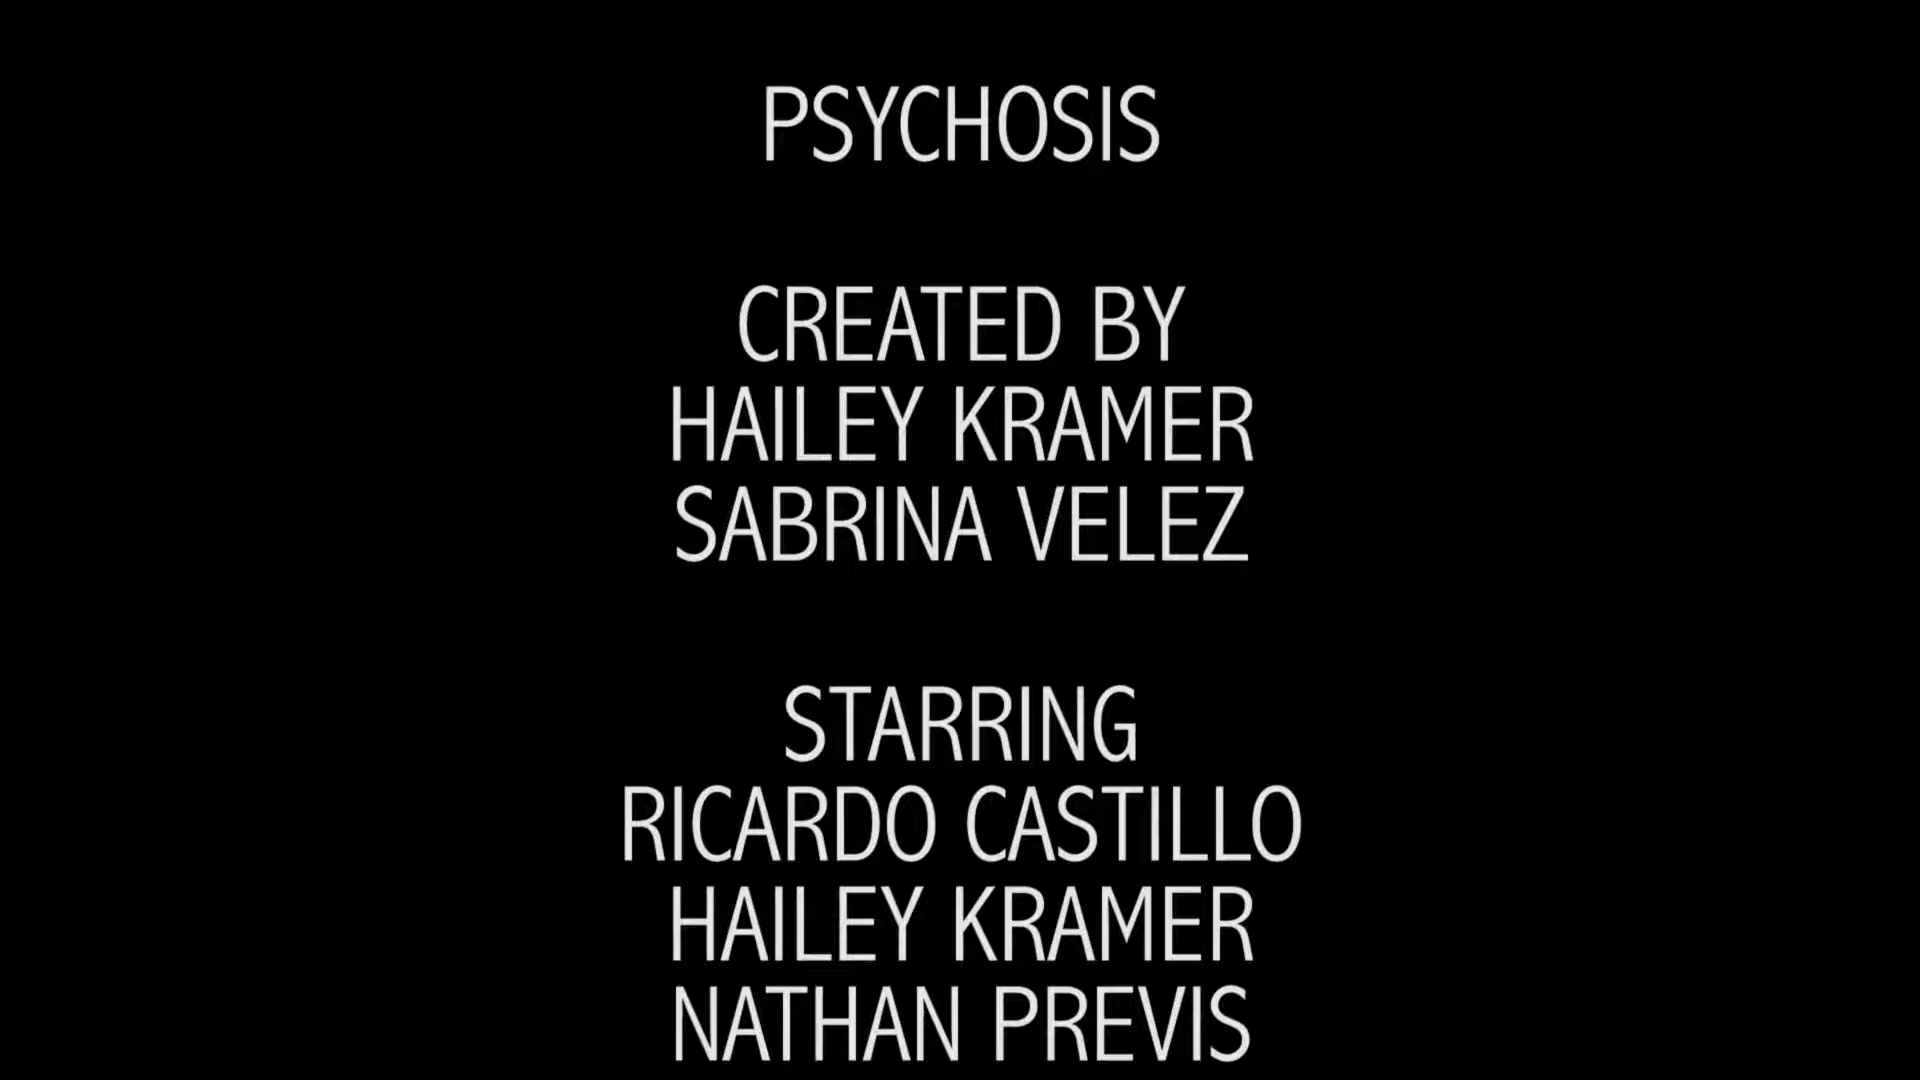 PSYCHOSIS
CREATED BY
HAILEY KRAMER
SABRINA VELEZ
STARRING
RICARDO CASTILLO
HAILEY KRAMER
NATHAN PREVIS